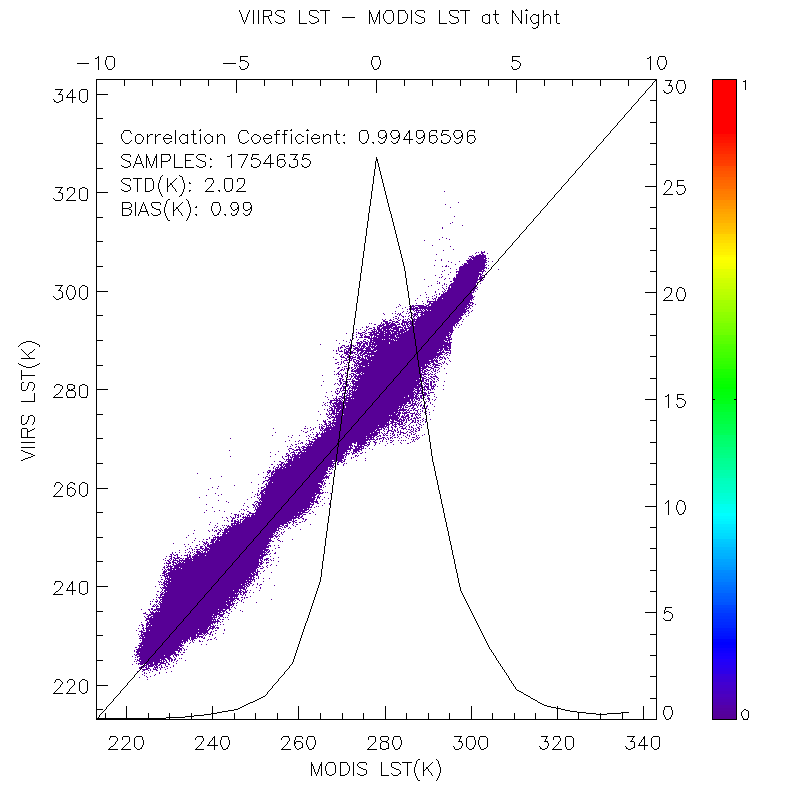 VIIRS LST − MODIS LST at Night
−10 −5 0 5 10
340 30 1
Correlation Coefficient: 0.99496596
SAMPLES: 1754635
STD(K): 2.02
BIAS(K): 0.99
320 25
300 20
280 15
260 10
240 5
220 0 0
VIIRS LST(K)
220 240 260 280 300 320 340
MODIS LST(K)